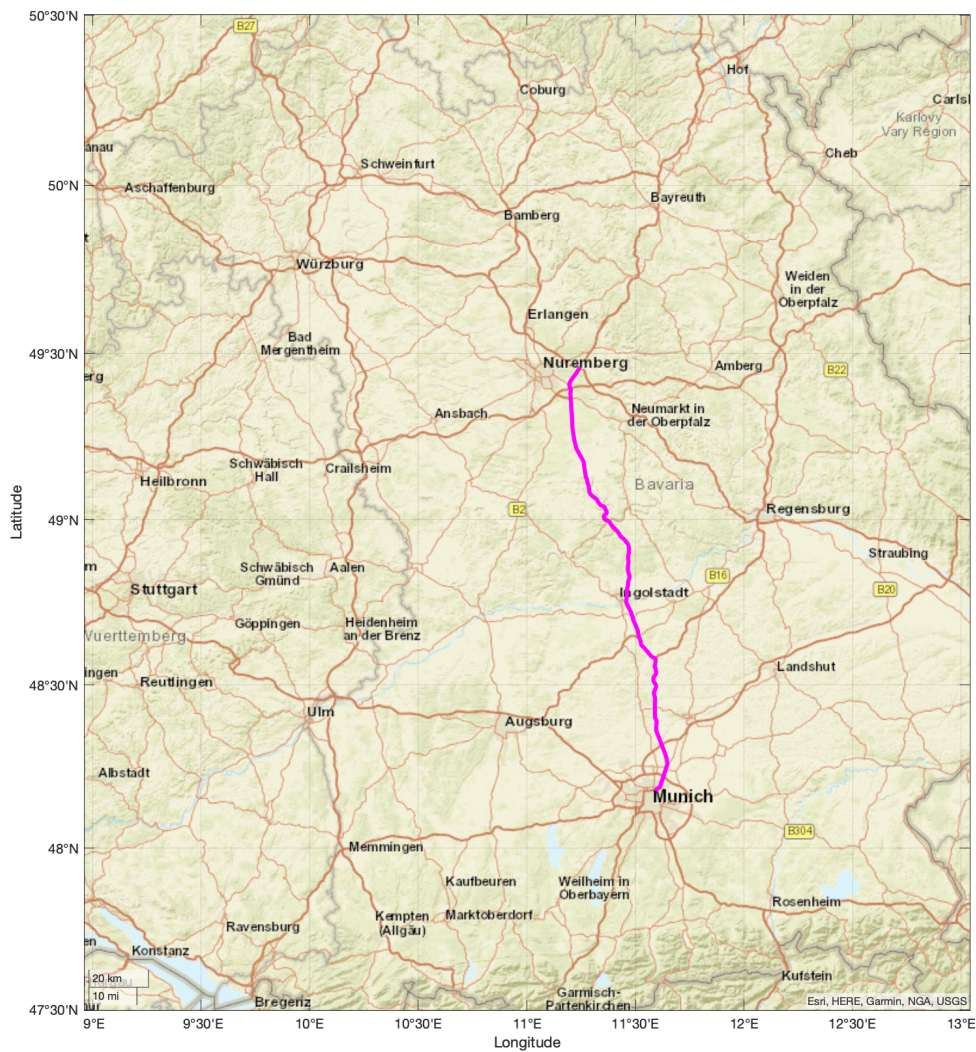 50°30'N
B27
Hof
Coburg
Carlsl
Karlovy
Vary Region
anau
Cheb
Schweinfurt
50°N
Aschaffenburg
Bayreuth
Bamberg
t
Würzburg
Weiden
in der
Oberpfalz
Erlangen
Bad
Mergentheim
49°30'N
Nuremberg
Amberg
B22
erg
Ansbach
Neumarkt in
der Oberpfalz
Schwäbisch
Hall
Crailsheim
Heilbronn
Bavaria
B2
Regensburg
49°N
Latitude
Straubing
m
Schwäbisch
Gmünd
Aalen
B16
Stuttgart
B20
Ingolstadt
Göppingen
Heidenheim
an der Brenz
Vuerttemberg
Landshut
ingen
Reutlingen
48°30'N
Ulm
Augsburg
Albstadt
Munich
B304
48°N
Memmingen
Kaufbeuren
Weilheim in
Oberbayern
Rosenheim
Kempten
(Allgäu)
Marktoberdorf
Ravensburg
en
Konstanz
Kufstein
20 km
10 mi
Garmisch-
Partenkirchen
Bregenz
Esri, HERE, Garmin, NGA, USGS
47°30'N
9°E
9°30'E
10°E
10°30'E
11°E
11°30'E
12°E
12°30'E
13°E
Longitude